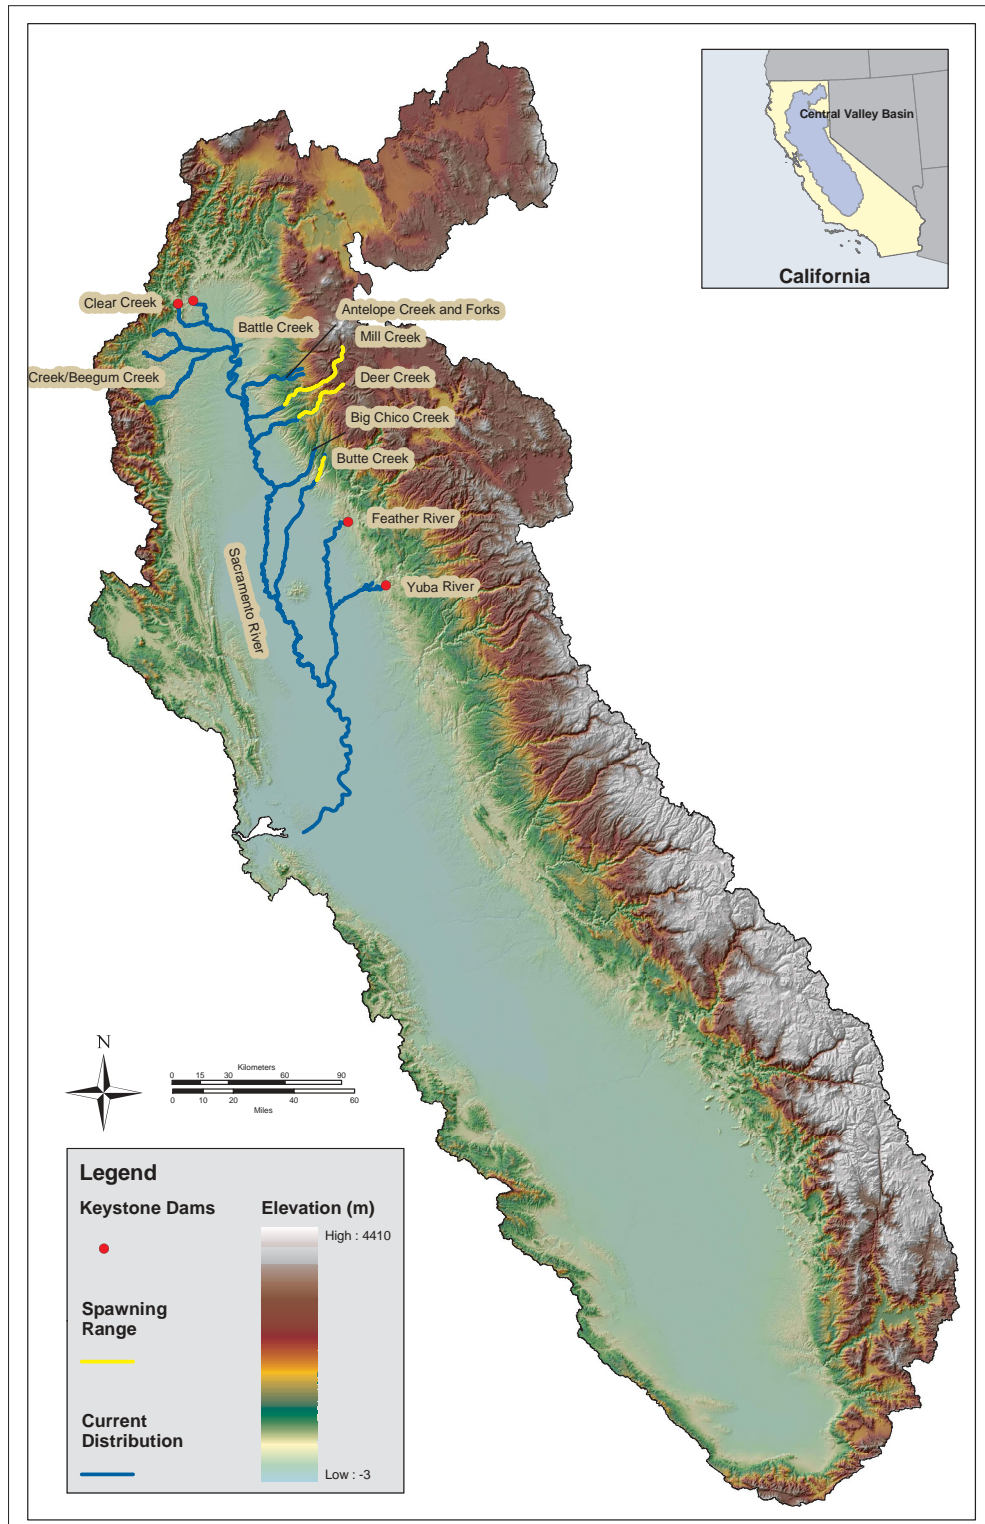 Central Valley Basin
California
Clear Creek
Antelope Creek and Forks
Battle Creek
Mill Creek
Creek/Beegum Creek
Deer Creek
Big Chico Creek
Butte Creek
Feather River
Sacramento River
Yuba River
N
Kilometers
0 15 30 60 90
0 10 20 40 60
Miles
Legend
Keystone Dams
Elevation (m)
High : 4410
Spawning
Range
Current
Distribution
Low : -3